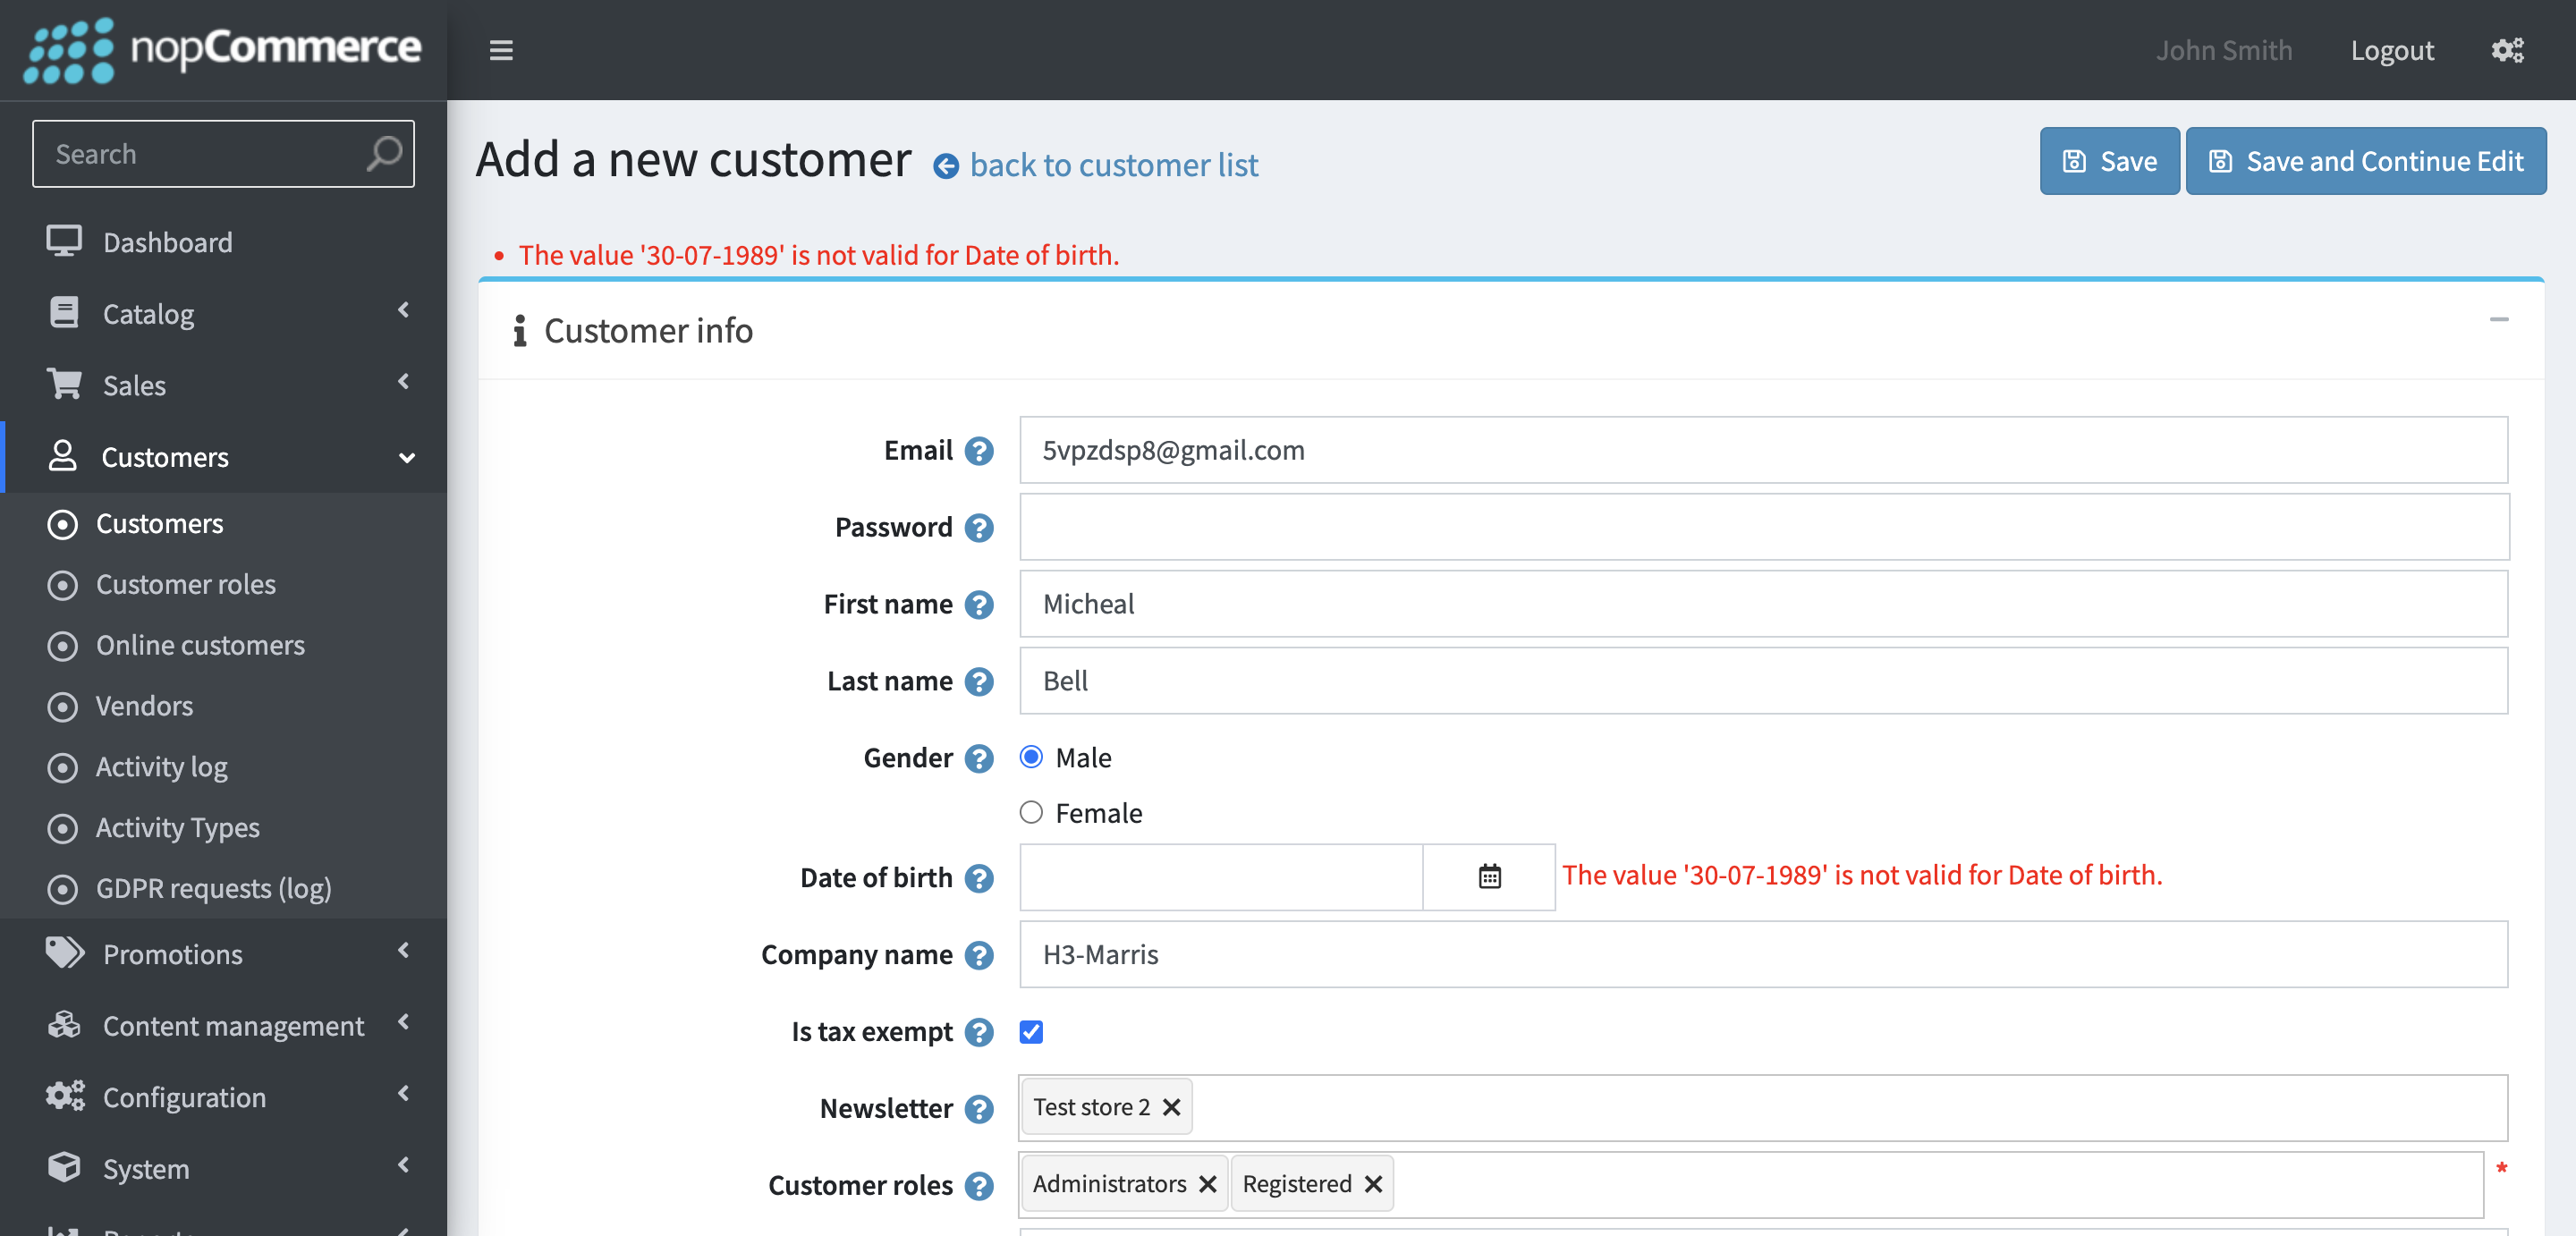 nopCommerce
John Smith
Logout
Search
Add a new customer
back to customer list
Save
Save and Continue Edit
The value '30-07-1989' is not valid for Date of birth.
Dashboard
Catalog
Sales
Customers
Customers
Customer roles
Online customers
Vendors
Activity log
Activity Types
GDPR requests (log)
Promotions
Content management
Configuration
System
Customer info
Email
5vpzdsp8@gmail.com
Password
First name
Micheal
Last name
Bell
Gender
Male
Female
Date of birth
The value '30-07-1989' is not valid for Date of birth.
Company name
H3-Marris
Is tax exempt
Newsletter
Test store 2
Customer roles
Administrators
Registered
*